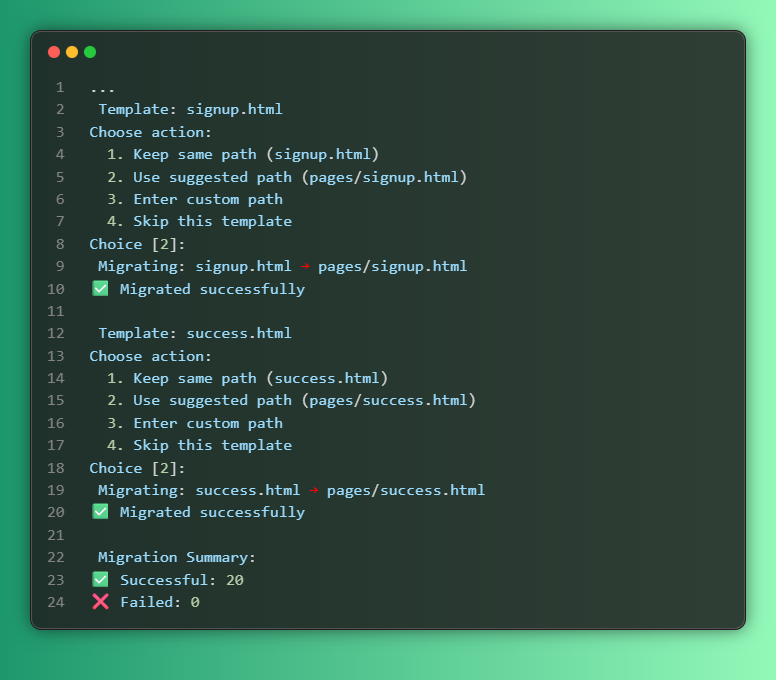 1 ...
2 Template: signup.html
3 Choose action:
4 1. Keep same path (signup.html)
5 2. Use suggested path (pages/signup.html)
6 3. Enter custom path
7 4. Skip this template
8 Choice [2]:
9 Migrating: signup.html → pages/signup.html
10 ✅ Migrated successfully
11
12 Template: success.html
13 Choose action:
14 1. Keep same path (success.html)
15 2. Use suggested path (pages/success.html)
16 3. Enter custom path
17 4. Skip this template
18 Choice [2]:
19 Migrating: success.html → pages/success.html
20 ✅ Migrated successfully
21
22 Migration Summary:
23 ✅ Successful: 20
24 ❌ Failed: 0